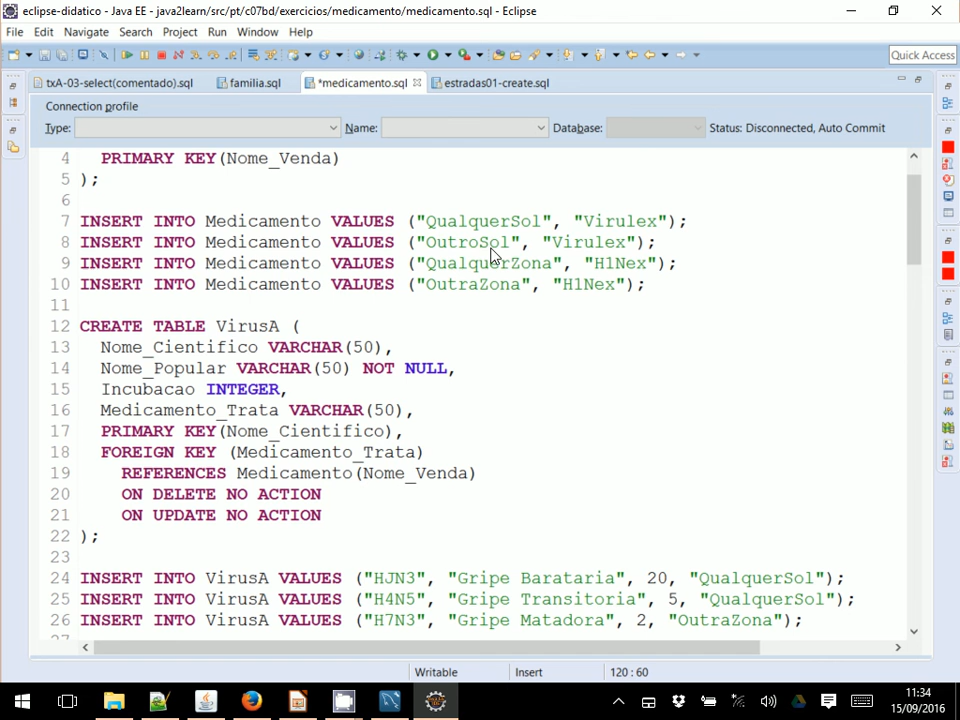 eclipse-didatico - Java EE - java2learn/src/pt/c07bd/exercicios/medicamento/medicamento.sql - Eclipse
File Edit Navigate Search Project Run Window Help
Quick Access
txA-03-select(comentado).sql familia.sql *medicamento.sql estradas01-create.sql
Connection profile
Type: Name: Database: Status: Disconnected, Auto Commit
4 PRIMARY KEY(Nome_Venda)
5 );
6
7 INSERT INTO Medicamento VALUES ("QualquerSol", "Virulex");
8 INSERT INTO Medicamento VALUES ("OutroSol", "Virulex");
9 INSERT INTO Medicamento VALUES ("QualquerZona", "H1Nex");
10 INSERT INTO Medicamento VALUES ("OutraZona", "H1Nex");
11
12 CREATE TABLE VirusA (
13 Nome_Cientifico VARCHAR(50),
14 Nome_Popular VARCHAR(50) NOT NULL,
15 Incubacao INTEGER,
16 Medicamento_Trata VARCHAR(50),
17 PRIMARY KEY(Nome_Cientifico),
18 FOREIGN KEY (Medicamento_Trata)
19 REFERENCES Medicamento(Nome_Venda)
20 ON DELETE NO ACTION
21 ON UPDATE NO ACTION
22 );
23
24 INSERT INTO VirusA VALUES ("HJN3", "Gripe Barataria", 20, "QualquerSol");
25 INSERT INTO VirusA VALUES ("H4N5", "Gripe Transitoria", 5, "QualquerSol");
26 INSERT INTO VirusA VALUES ("H7N3", "Gripe Matadora", 2, "OutraZona");
Writable Insert 120 : 60
11:34
15/09/2016